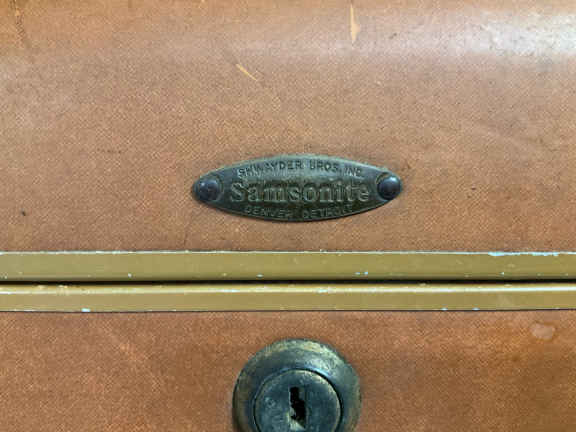 SHWAYDER BROS. INC.
Samsonite
DENVER DETROIT